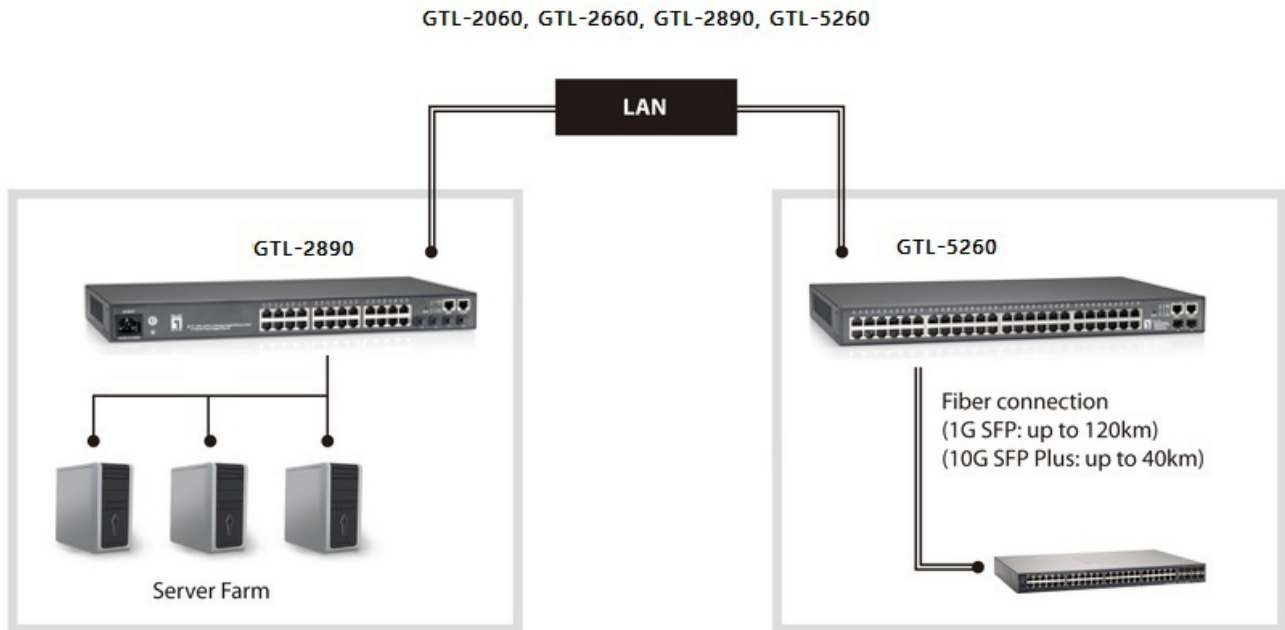 GTL-2060, GTL-2660, GTL-2890, GTL-5260
LAN
GTL-2890
GTL-5260
Fiber connection
(1G SFP: up to 120km)
(10G SFP Plus: up to 40km)
Server Farm